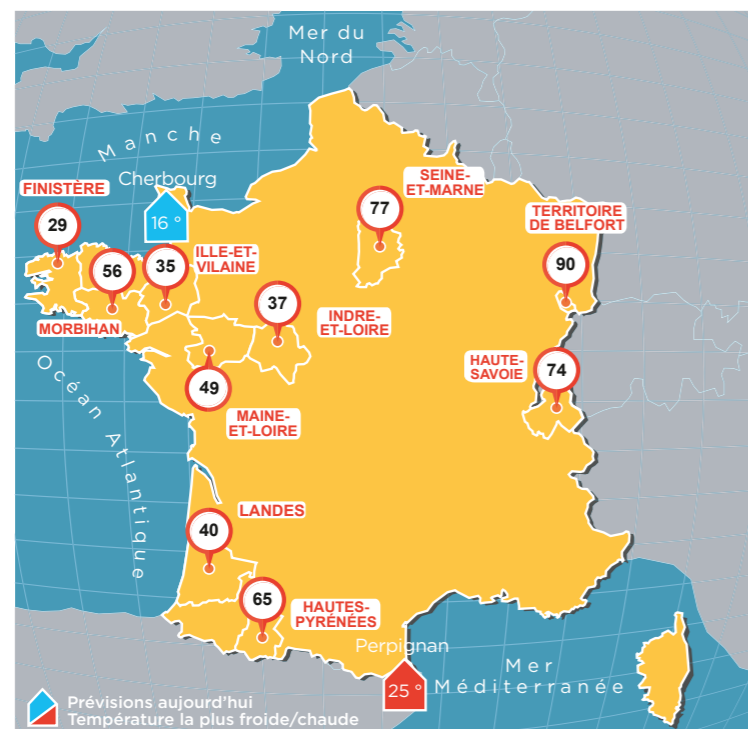 Mer du
Nord
Manche
Cherbourg
16 °
FINISTÈRE
29
SEINE-
ET-MARNE
77
TERRITOIRE
DE BELFORT
90
56
MORBIHAN
35
ILLE-ET-
VILAINE
37
INDRE-
ET-LOIRE
HAUTE-
SAVOIE
74
49
MAINE-
ET-LOIRE
Océan Atlantique
LANDES
40
65
HAUTES-
PYRÉNÉES
Perpignan
25 °
Mer
Méditerranée
Prévisions aujourd'hui
Température la plus froide/chaude